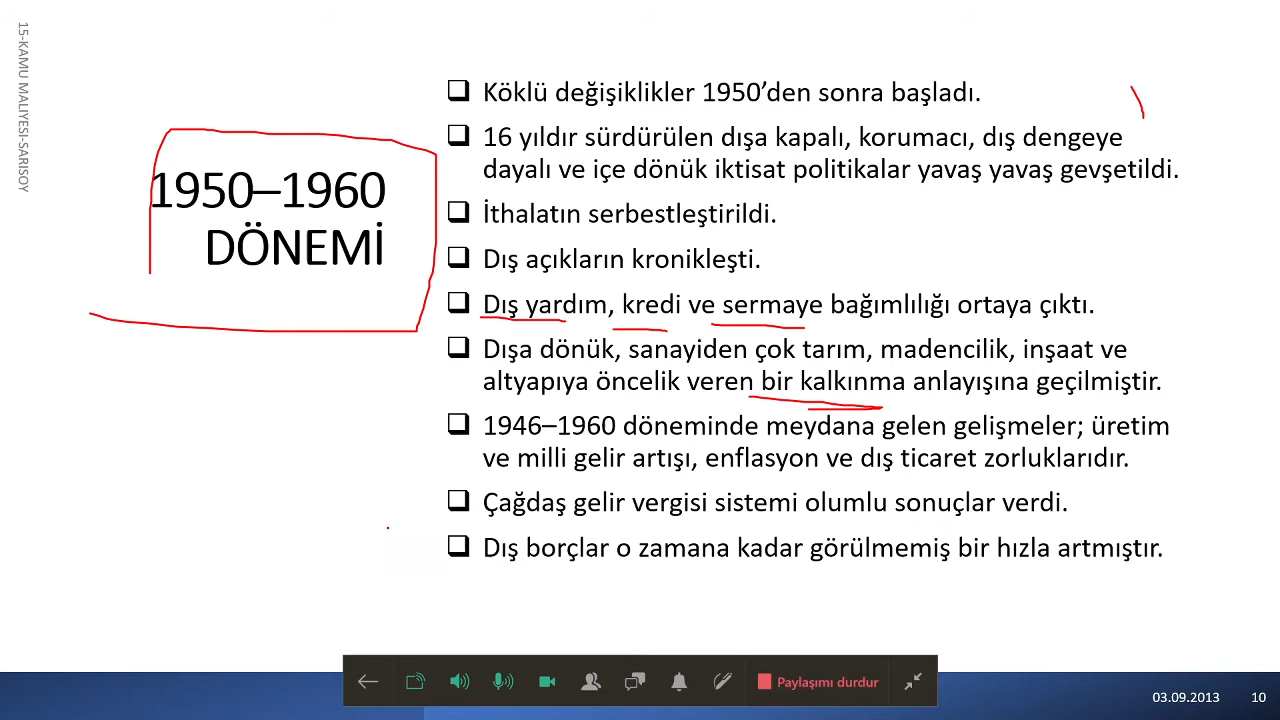 15-KAMU MALIYESI-SARISOY
1950–1960
DÖNEMİ
Köklü değişiklikler 1950’den sonra başladı.
16 yıldır sürdürülen dışa kapalı, korumacı, dış dengeye
dayalı ve içe dönük iktisat politikalar yavaş yavaş gevşetildi.
İthalatın serbestleştirildi.
Dış açıkların kronikleşti.
Dış yardım, kredi ve sermaye bağımlılığı ortaya çıktı.
Dışa dönük, sanayiden çok tarım, madencilik, inşaat ve
altyapıya öncelik veren bir kalkınma anlayışına geçilmiştir.
1946–1960 döneminde meydana gelen gelişmeler; üretim
ve milli gelir artışı, enflasyon ve dış ticaret zorluklarıdır.
Çağdaş gelir vergisi sistemi olumlu sonuçlar verdi.
Dış borçlar o zamana kadar görülmemiş bir hızla artmıştır.
Paylaşımı durdur
03.09.2013
10